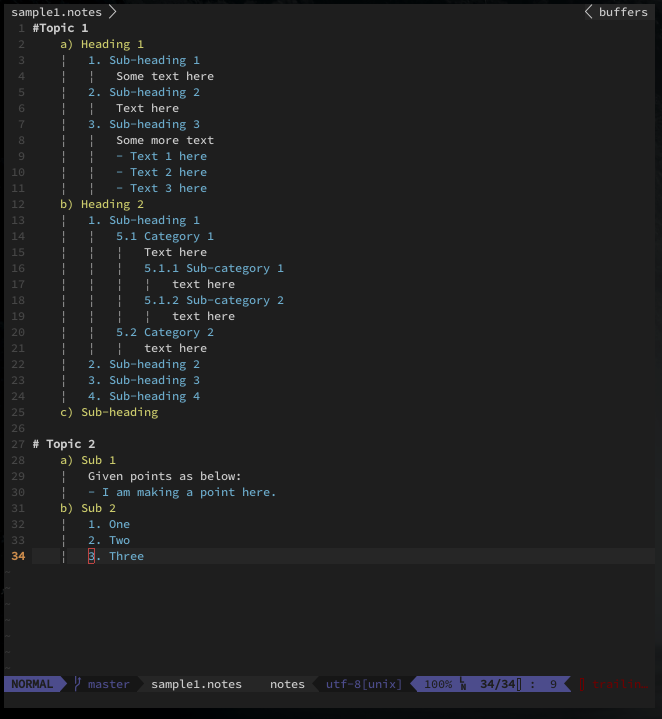 sample1.notes buffers
1 #Topic 1
2 a) Heading 1
3 1. Sub-heading 1
4 Some text here
5 2. Sub-heading 2
6 Text here
7 3. Sub-heading 3
8 Some more text
9 - Text 1 here
10 - Text 2 here
11 - Text 3 here
12 b) Heading 2
13 1. Sub-heading 1
14 5.1 Category 1
15 Text here
16 5.1.1 Sub-category 1
17 text here
18 5.1.2 Sub-category 2
19 text here
20 5.2 Category 2
21 text here
22 2. Sub-heading 2
23 3. Sub-heading 3
24 4. Sub-heading 4
25 c) Sub-heading
26
27 # Topic 2
28 a) Sub 1
29 Given points as below:
30 - I am making a point here.
31 b) Sub 2
32 1. One
33 2. Two
34 3. Three
NORMAL master sample1.notes notes utf-8[unix] 100% 34/34 : 9